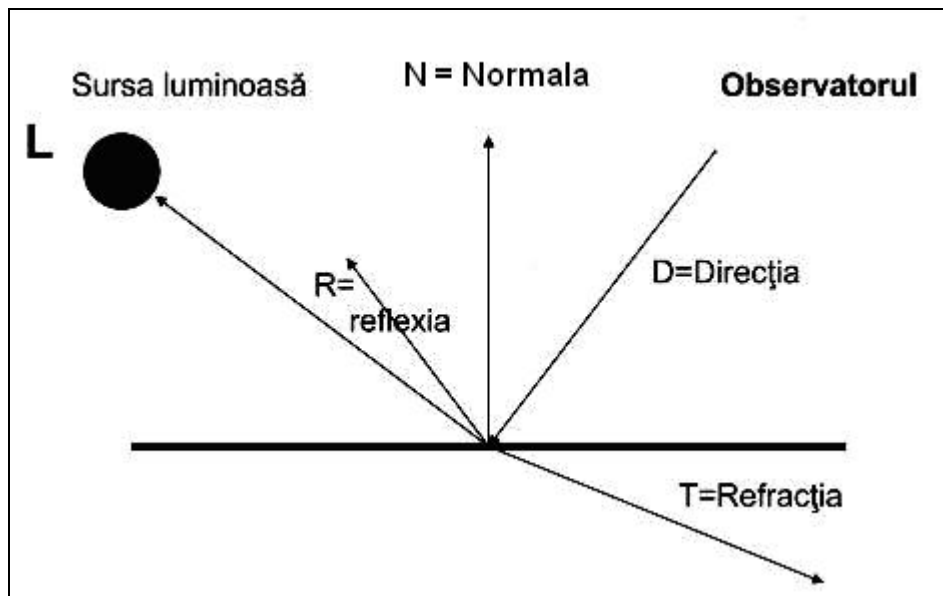 Sursa luminoasă
N = Normala
Observatorul
L
D=Direcţia
R=
reflexia
T=Refracţia